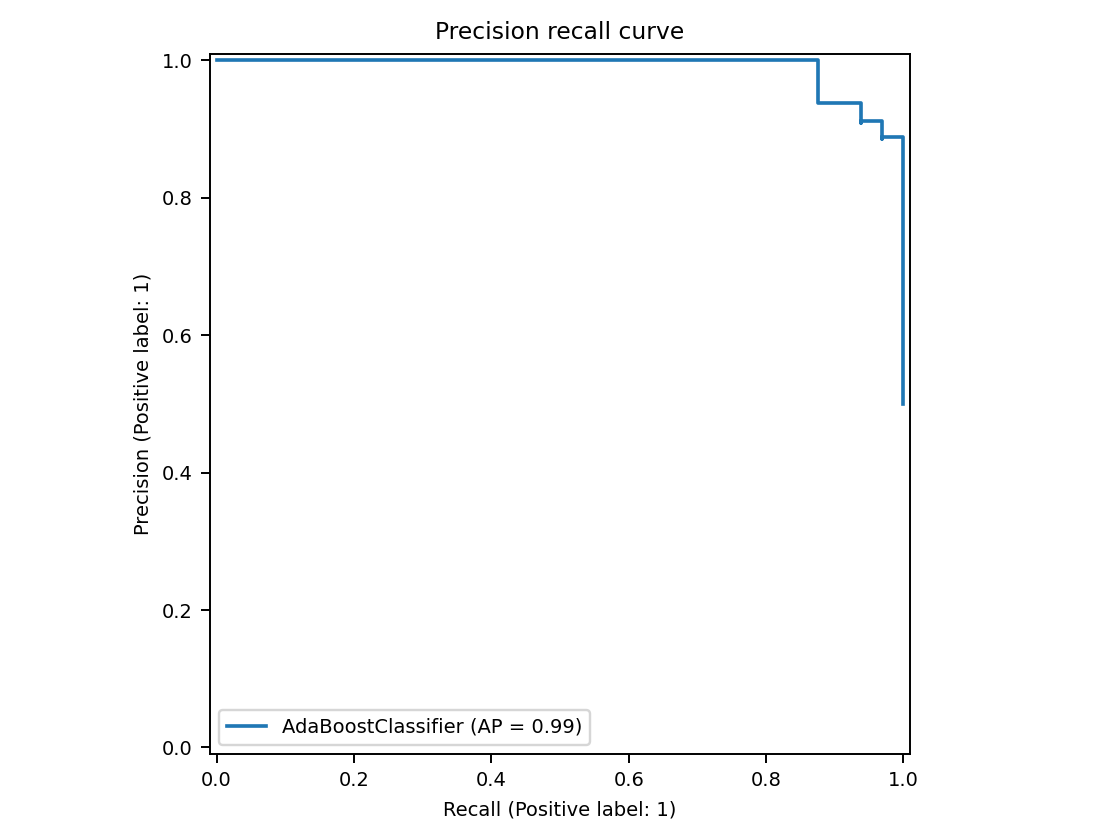 Precision recall curve
1.0
0.8
0.6
0.4
0.2
0.0
Precision (Positive label: 1)
AdaBoostClassifier (AP = 0.99)
0.0 0.2 0.4 0.6 0.8 1.0
Recall (Positive label: 1)